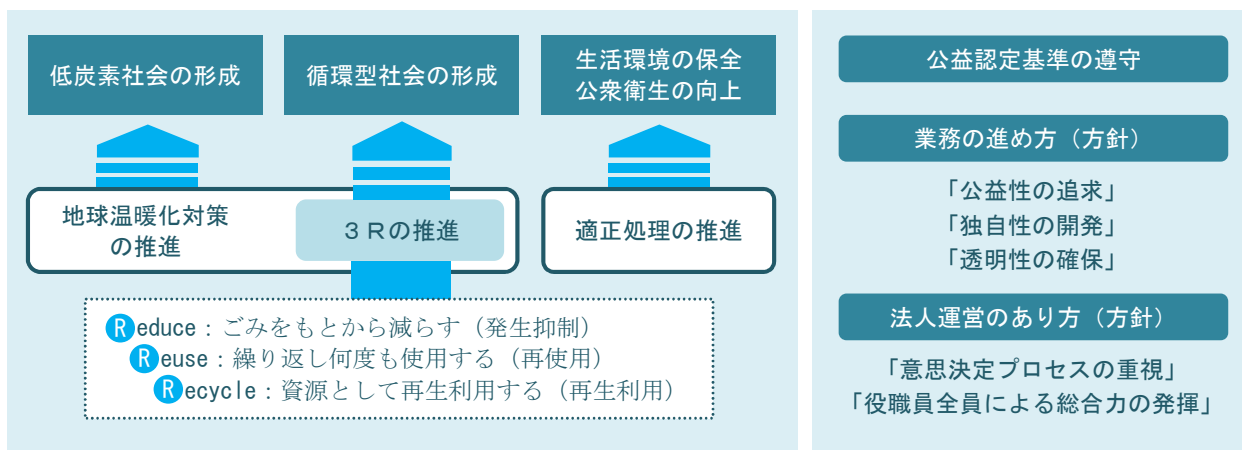 低炭素社会の形成
循環型社会の形成
生活環境の保全
公衆衛生の向上
地球温暖化対策
の推進
３Ｒの推進
適正処理の推進
Reduce：ごみをもとから減らす（発生抑制）
Reuse：繰り返し何度も使用する（再使用）
Recycle：資源として再生利用する（再生利用）
公益認定基準の遵守
業務の進め方（方針）
「公益性の追求」
「独自性の開発」
「透明性の確保」
法人運営のあり方（方針）
「意思決定プロセスの重視」
「役職員全員による総合力の発揮」